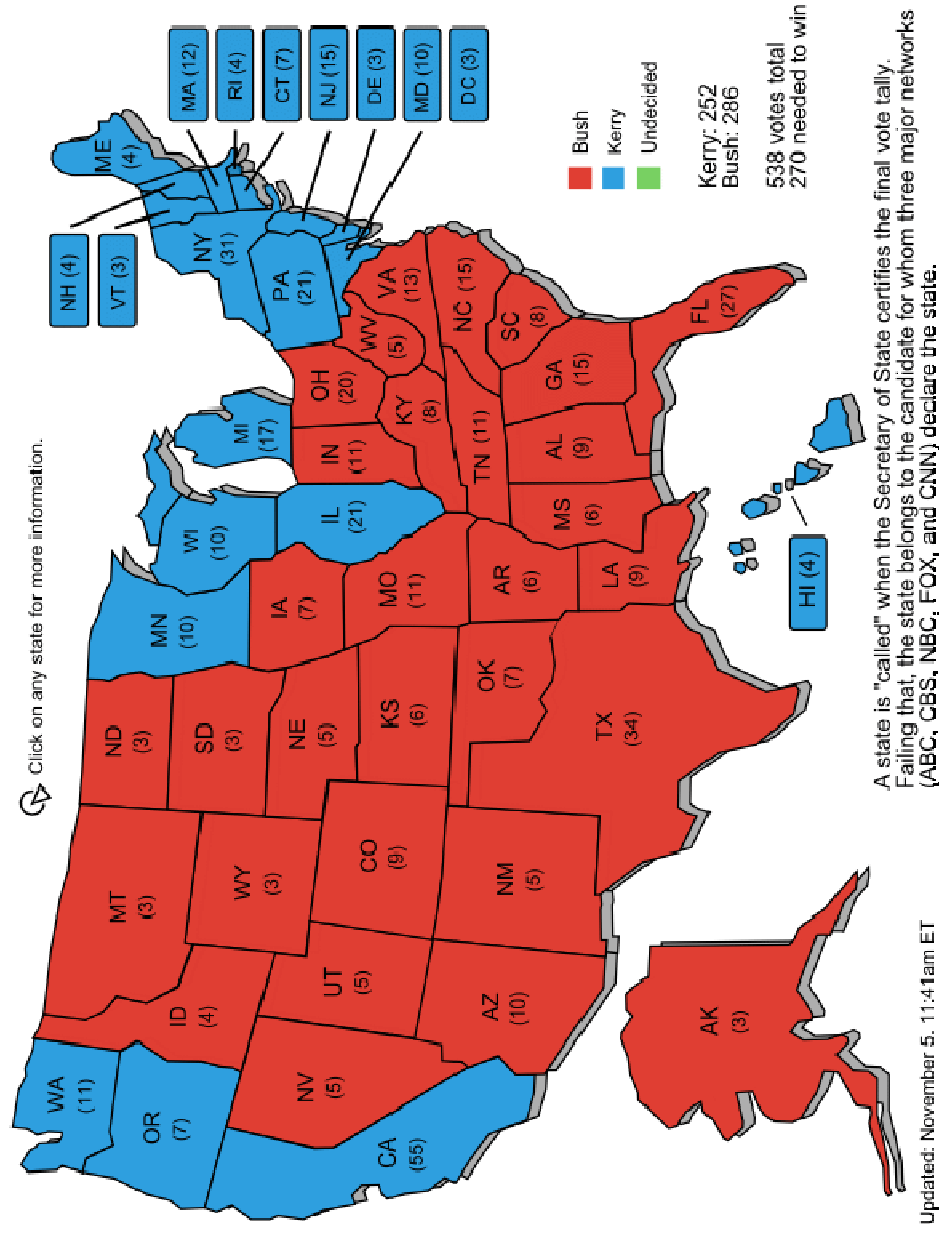 Click on any state for more information.
WA
(11)
OR
(7)
CA
(55)
NV
(5)
ID
(4)
MT
(3)
WY
(3)
UT
(5)
AZ
(10)
CO
(9)
NM
(5)
ND
(3)
SD
(3)
NE
(5)
KS
(6)
OK
(7)
TX
(34)
MN
(10)
IA
(7)
MO
(11)
AR
(6)
LA
(9)
WI
(10)
IL
(21)
MI
(17)
IN
(11)
OH
(20)
KY
(8)
TN (11)
MS
(6)
AL
(9)
GA
(15)
FL
(27)
SC
(8)
NC (15)
VA
(13)
WV
(5)
PA
(21)
NY
(31)
ME
(4)
NH (4)
VT (3)
MA (12)
RI (4)
CT (7)
NJ (15)
DE (3)
MD (10)
DC (3)
AK
(3)
HI (4)
Bush
Kerry
Undecided
Kerry: 252
Bush: 286
538 votes total
270 needed to win
A state is "called" when the Secretary of State certifies the final vote tally.
Failing that, the state belongs to the candidate for whom three major networks
(ABC, CBS, NBC, FOX, and CNN) declare the state.
Updated: November 5, 11:41am ET